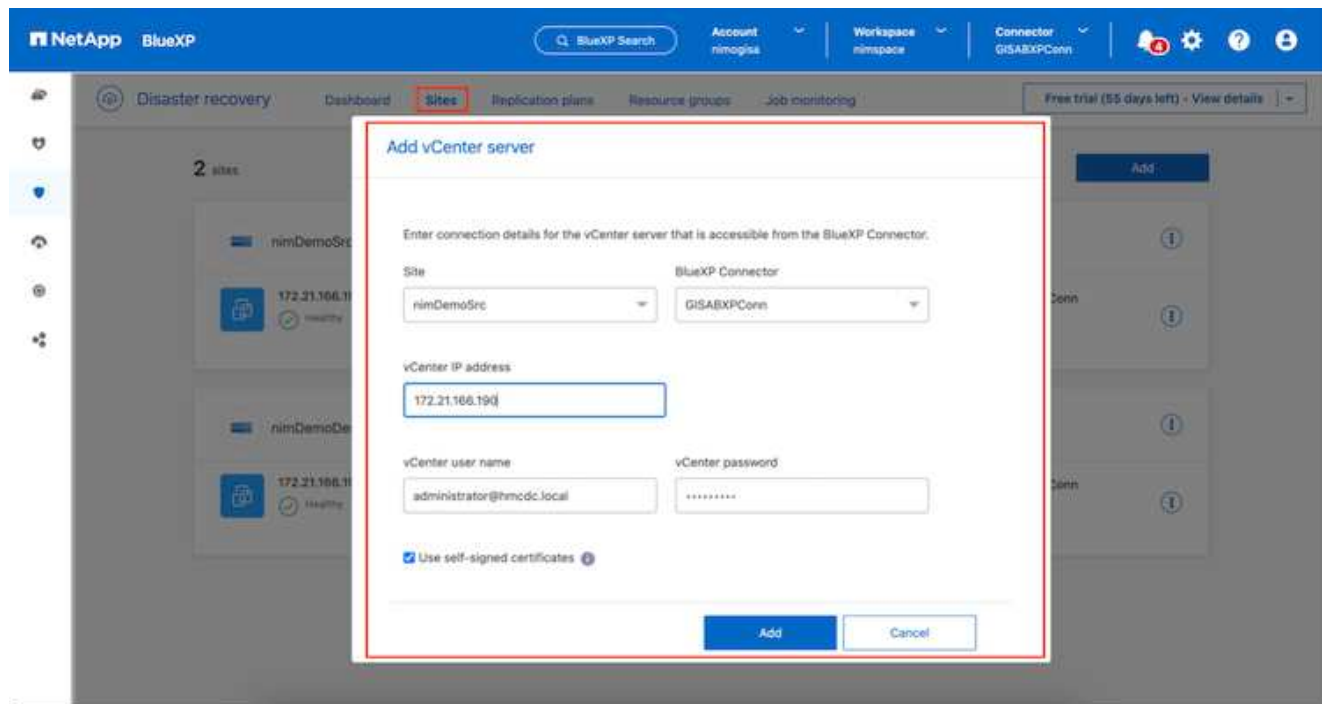 NetApp BlueXP
BlueXP Search
Account
nimogisa
Workspace
nimspace
Connector
GISABXPConn
4
Disaster recovery
Dashboard
Sites
Replication plans
Resource groups
Job monitoring
Free trial (55 days left) - View details
Add vCenter server
2 sites
Add
nimDemoSrc
Enter connection details for the vCenter server that is accessible from the BlueXP Connector.
Site
BlueXP Connector
nimDemoSrc
GISABXPConn
172.21.166.1
Healthy
Conn
vCenter IP address
172.21.166.190
nimDemoDe
vCenter user name
vCenter password
administrator@hmcdc.local
•••••••••
172.21.166.1
Healthy
Conn
Use self-signed certificates
Add
Cancel